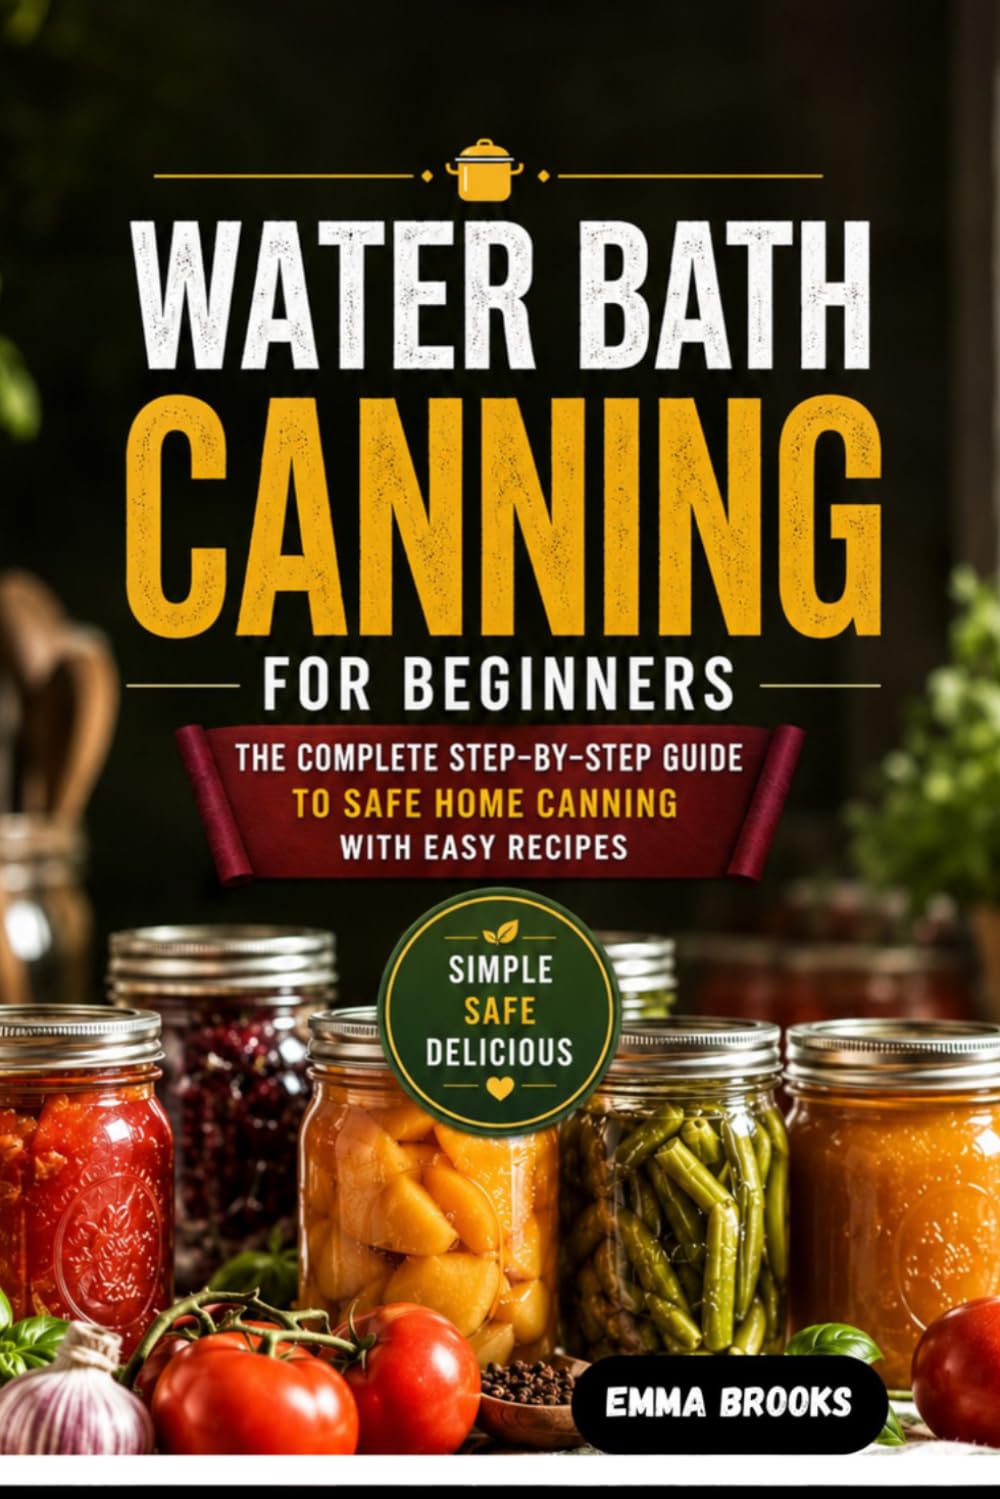 WATER BATH
CANNING
FOR BEGINNERS
THE COMPLETE STEP-BY-STEP GUIDE
TO SAFE HOME CANNING
WITH EASY RECIPES
SIMPLE
SAFE
DELICIOUS
EMMA BROOKS